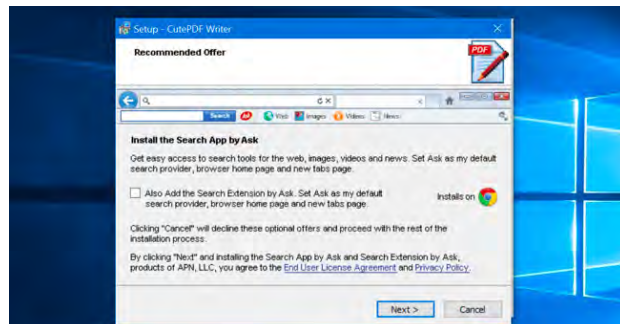 Setup - CutePDF Writer
Recommended Offer
PDF
Search Web Images Videos News
Install the Search App by Ask
Get easy access to search tools for the web, images, videos and news. Set Ask as my default
search provider, browser home page and new tabs page.
Also Add the Search Extension by Ask. Set Ask as my default
search provider, browser home page and new tabs page.
Installs on
Clicking "Cancel" will decline these optional offers and proceed with the rest of the
installation process.
By clicking "Next" and installing the Search App by Ask and Search Extension by Ask,
products of APN, LLC, you agree to the End User License Agreement and Privacy Policy.
Next >
Cancel